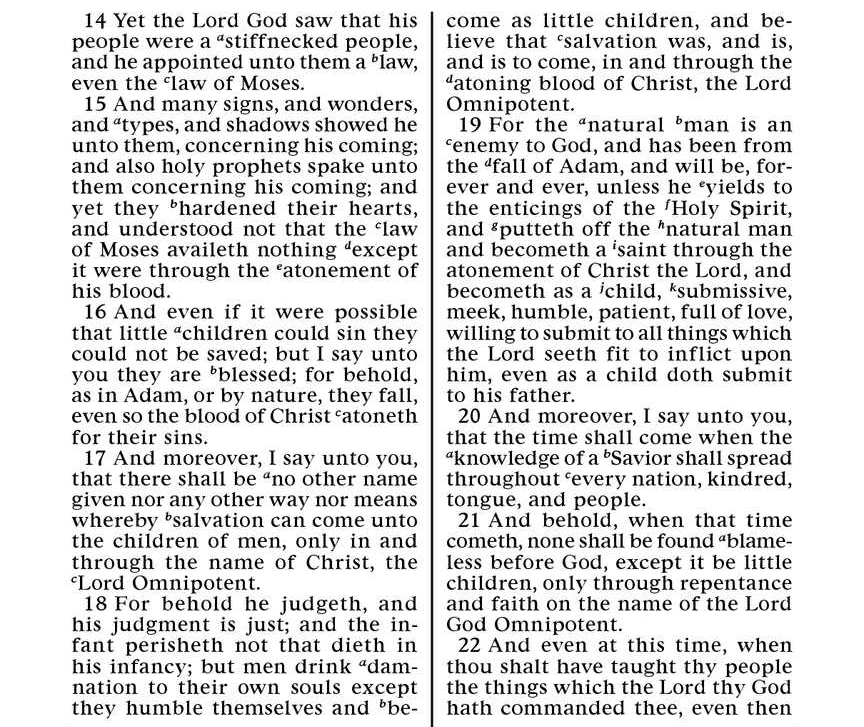 14 Yet the Lord God saw that his
people were a ᵃstiffnecked people,
and he appointed unto them a ᵇlaw,
even the ᶜlaw of Moses.
15 And many signs, and wonders,
and ᵃtypes, and shadows showed he
unto them, concerning his coming;
and also holy prophets spake unto
them concerning his coming; and
yet they ᵇhardened their hearts,
and understood not that the ᶜlaw
of Moses availeth nothing ᵈexcept
it were through the ᵉatonement of
his blood.
16 And even if it were possible
that little ᵃchildren could sin they
could not be saved; but I say unto
you they are ᵇblessed; for behold,
as in Adam, or by nature, they fall,
even so the blood of Christ ᶜatoneth
for their sins.
17 And moreover, I say unto you,
that there shall be ᵃno other name
given nor any other way nor means
whereby ᵇsalvation can come unto
the children of men, only in and
through the name of Christ, the
ᶜLord Omnipotent.
18 For behold he judgeth, and
his judgment is just; and the in-
fant perisheth not that dieth in
his infancy; but men drink ᵃdam-
nation to their own souls except
they humble themselves and ᵇbe-
come as little children, and be-
lieve that ᶜsalvation was, and is,
and is to come, in and through the
ᵈatoning blood of Christ, the Lord
Omnipotent.
19 For the ᵃnatural ᵇman is an
ᶜenemy to God, and has been from
the ᵈfall of Adam, and will be, for-
ever and ever, unless he ᵉyields to
the enticings of the ᶠHoly Spirit,
and ᵍputteth off the ʰnatural man
and becometh a ⁱsaint through the
atonement of Christ the Lord, and
becometh as a ʲchild, ᵏsubmissive,
meek, humble, patient, full of love,
willing to submit to all things which
the Lord seeth fit to inflict upon
him, even as a child doth submit
to his father.
20 And moreover, I say unto you,
that the time shall come when the
ᵃknowledge of a ᵇSavior shall spread
throughout ᶜevery nation, kindred,
tongue, and people.
21 And behold, when that time
cometh, none shall be found ᵃblame-
less before God, except it be little
children, only through repentance
and faith on the name of the Lord
God Omnipotent.
22 And even at this time, when
thou shalt have taught thy people
the things which the Lord thy God
hath commanded thee, even then